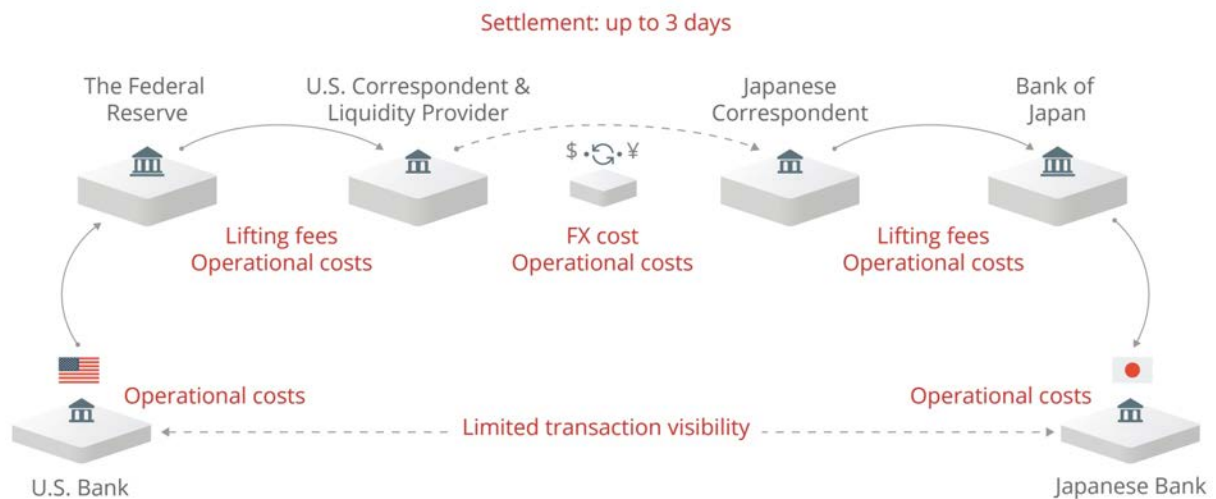 Settlement: up to 3 days
The Federal
Reserve
U.S. Correspondent &
Liquidity Provider
Japanese
Correspondent
Bank of
Japan
$ ¥
Lifting fees
Operational costs
FX cost
Operational costs
Lifting fees
Operational costs
Operational costs
Operational costs
Limited transaction visibility
U.S. Bank
Japanese Bank